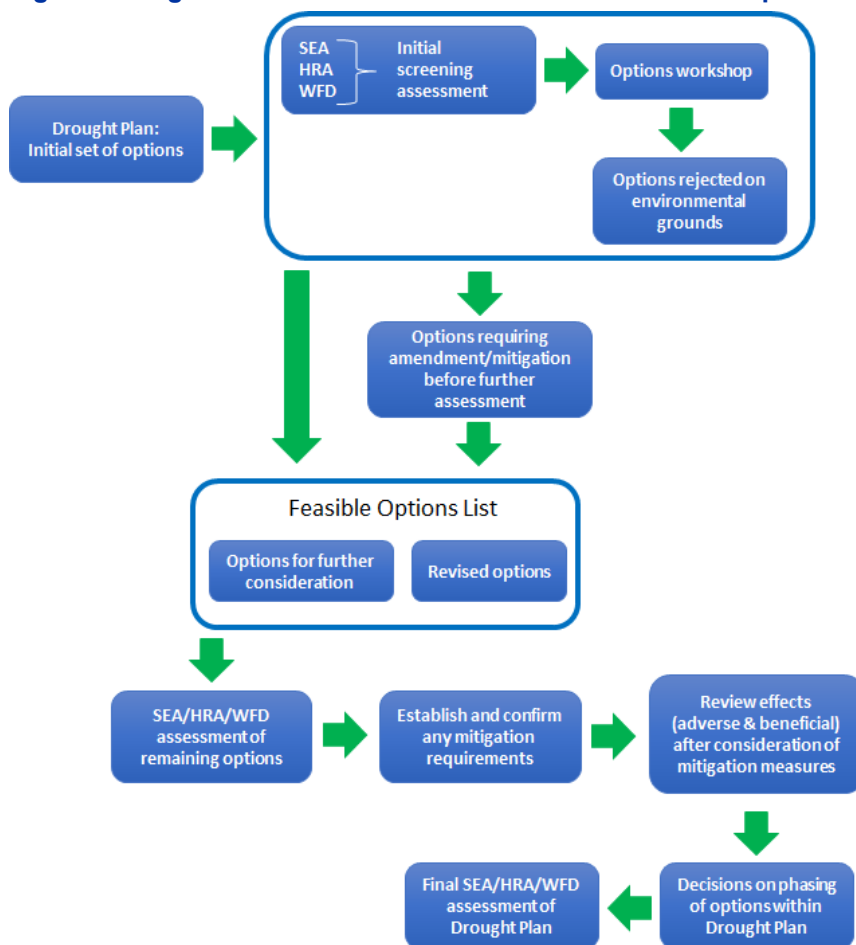 SEA
HRA
WFD
Initial
screening
assessment
Options workshop
Drought Plan:
Initial set of options
Options rejected on
environmental
grounds
Options requiring
amendment/mitigation
before further
assessment
Feasible Options List
Options for further
consideration
Revised options
SEA/HRA/WFD
assessment of
remaining options
Establish and confirm
any mitigation
requirements
Review effects
(adverse & beneficial)
after consideration of
mitigation measures
Final SEA/HRA/WFD
assessment of
Drought Plan
Decisions on phasing
of options within
Drought Plan